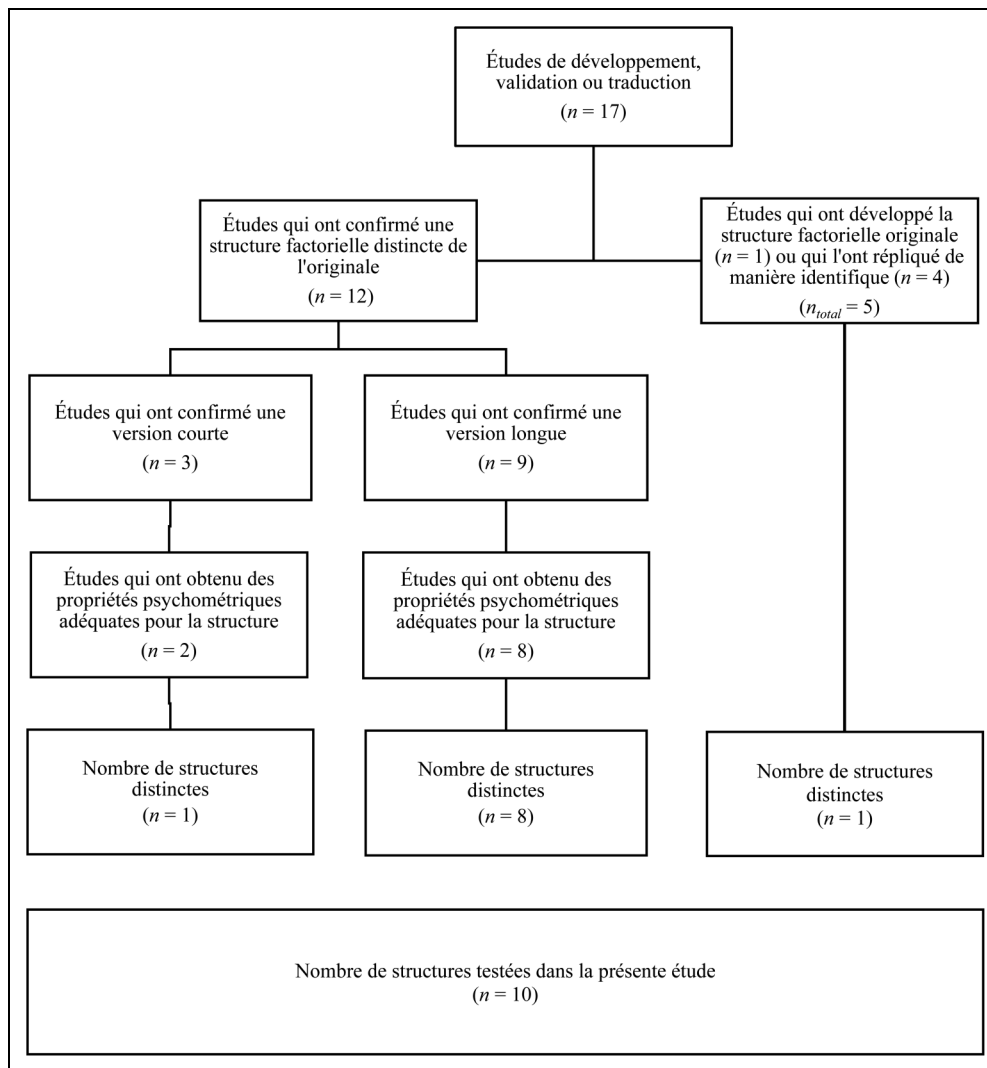 Études de développement,
validation ou traduction
(n = 17)
Études qui ont confirmé une
structure factorielle distincte de
l'originale
(n = 12)
Études qui ont développé la
structure factorielle originale
(n = 1) ou qui l'ont répliqué de
manière identifique (n = 4)
(n_total = 5)
Études qui ont confirmé une
version courte
(n = 3)
Études qui ont confirmé une
version longue
(n = 9)
Études qui ont obtenu des
propriétés psychométriques
adéquates pour la structure
(n = 2)
Études qui ont obtenu des
propriétés psychométriques
adéquates pour la structure
(n = 8)
Nombre de structures
distinctes
(n = 1)
Nombre de structures
distinctes
(n = 8)
Nombre de structures
distinctes
(n = 1)
Nombre de structures testées dans la présente étude
(n = 10)